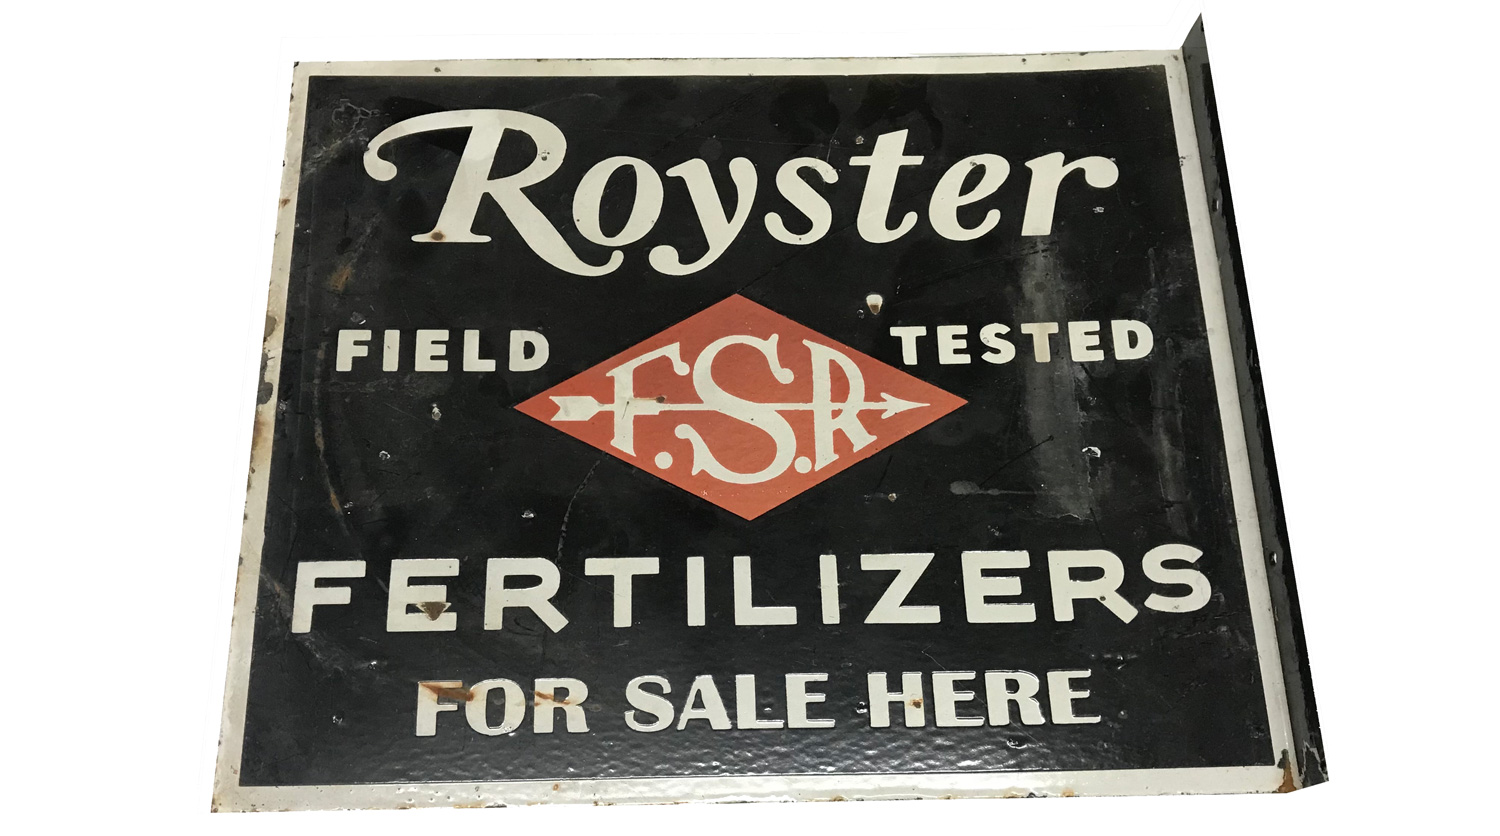 Royster
FIELD F.S.R. TESTED
FERTILIZERS
FOR SALE HERE